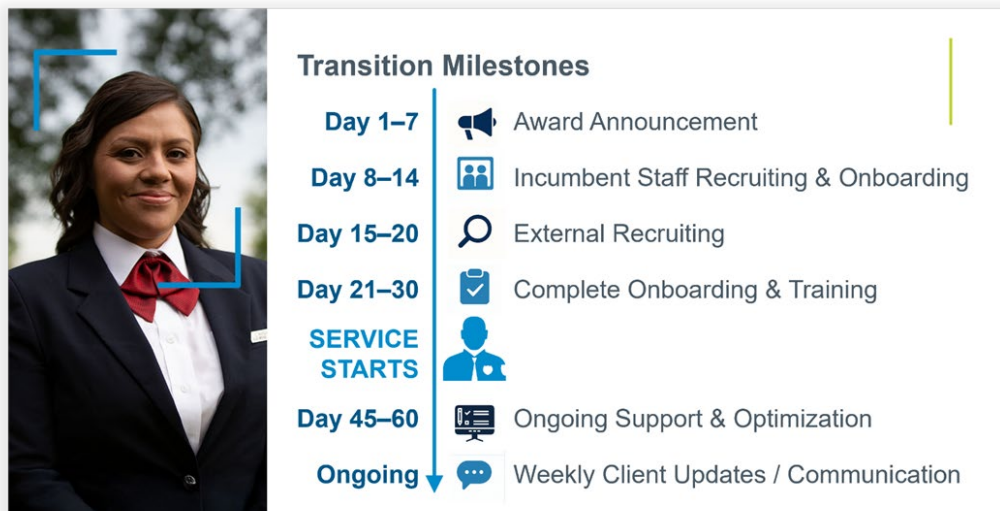 Transition Milestones
Day 1–7 Award Announcement
Day 8–14 Incumbent Staff Recruiting & Onboarding
Day 15–20 External Recruiting
Day 21–30 Complete Onboarding & Training
SERVICE
STARTS
Day 45–60 Ongoing Support & Optimization
Ongoing Weekly Client Updates / Communication